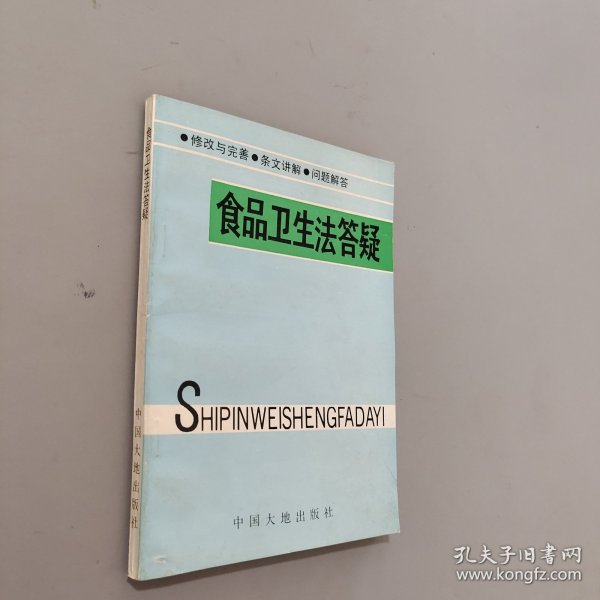 ●修改与完善●条文讲解●问题解答
食品卫生法答疑
SHIPINWEISHENGFADAYI
中国大地出版社
食品卫生法答疑
中国大地出版社
孔夫子旧书网
www.kongfz.com